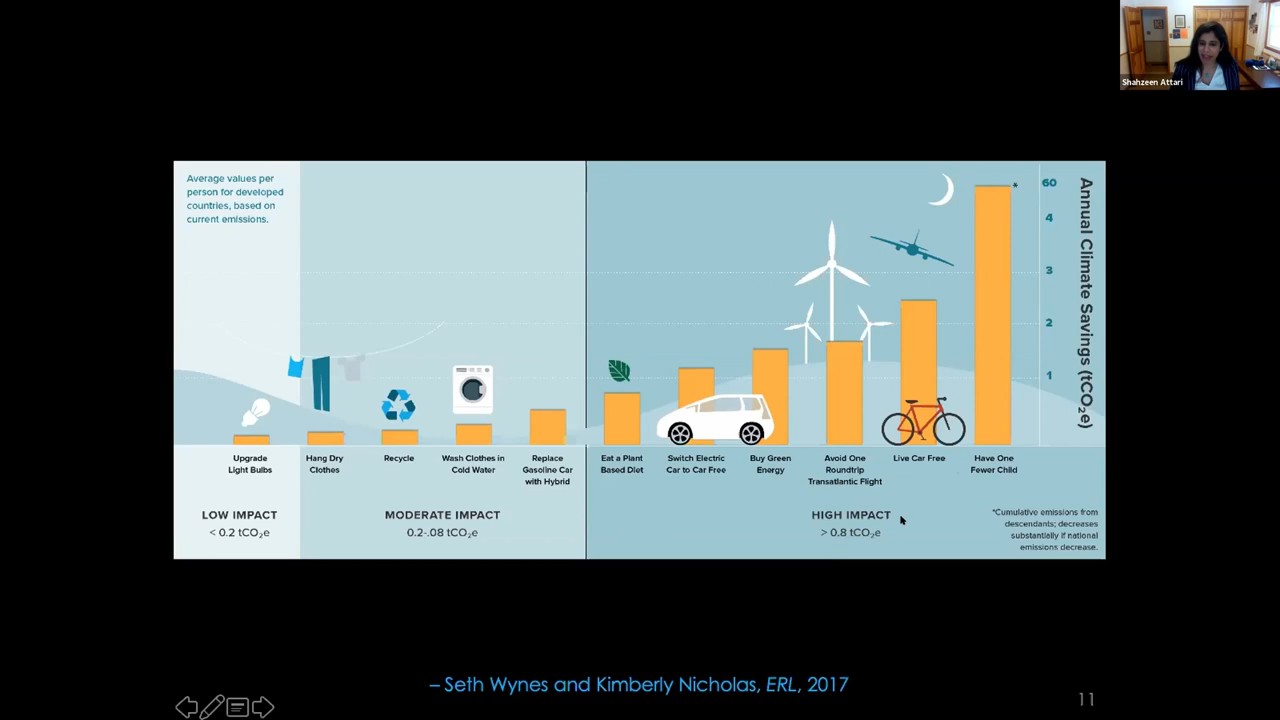 Shahzeen Attari
Average values per
person for developed
countries, based on
current emissions.
*
60
4
3
2
1
Annual Climate Savings (tCO₂e)
Upgrade
Light Bulbs
Hang Dry
Clothes
Recycle
Wash Clothes in
Cold Water
Replace
Gasoline Car
with Hybrid
Eat a Plant
Based Diet
Switch Electric
Car to Car Free
Buy Green
Energy
Avoid One
Roundtrip
Transatlantic Flight
Live Car Free
Have One
Fewer Child
LOW IMPACT
< 0.2 tCO₂e
MODERATE IMPACT
0.2-.08 tCO₂e
HIGH IMPACT
> 0.8 tCO₂e
*Cumulative emissions from
descendants; decreases
substantially if national
emissions decrease.
– Seth Wynes and Kimberly Nicholas, ERL, 2017
11